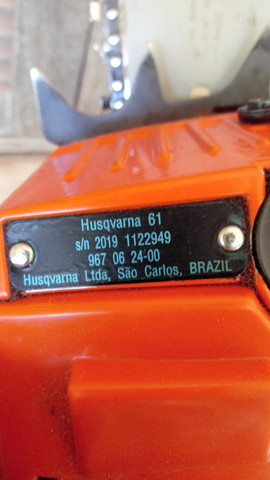 Husqvarna 61
s/n 2019 1122949
967 06 24-00
Husqvarna Ltda, São Carlos, BRAZIL